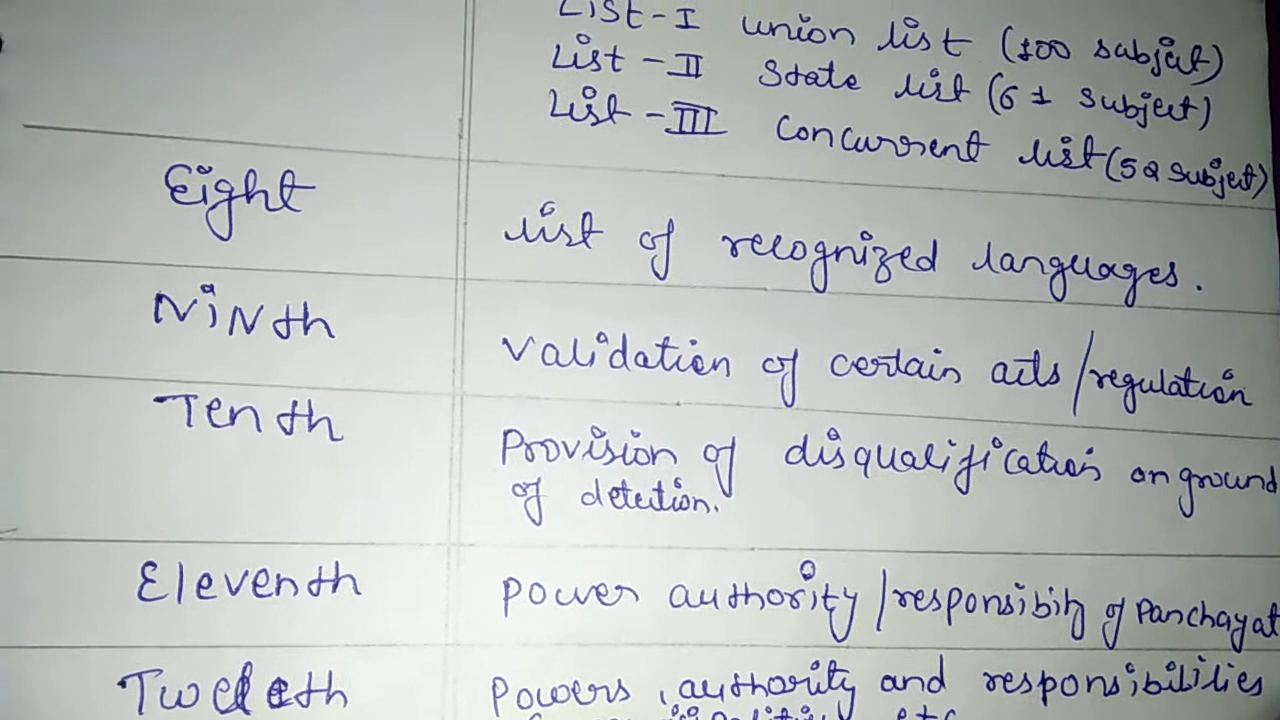 List-I union list (100 subject)
List-II State list (61 subject)
List-III Concurrent list (52 subject)
Eight
list of recognized languages.
Ninth
Validation of certain acts/regulation
Tenth
Provision of disqualification on ground
of detection.
Eleventh
Power authority/responsibity of Panchayat
Powers, authority and responsibilities
etc